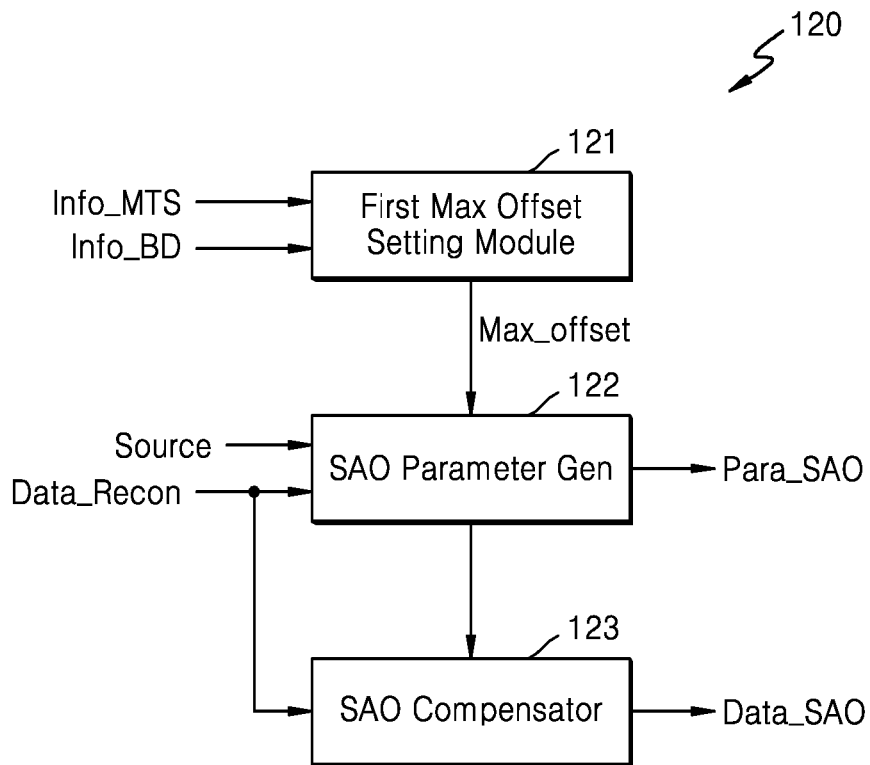 120
121
Info_MTS
Info_BD
First Max Offset
Setting Module
Max_offset
122
Source
Data_Recon
SAO Parameter Gen
Para_SAO
123
SAO Compensator
Data_SAO